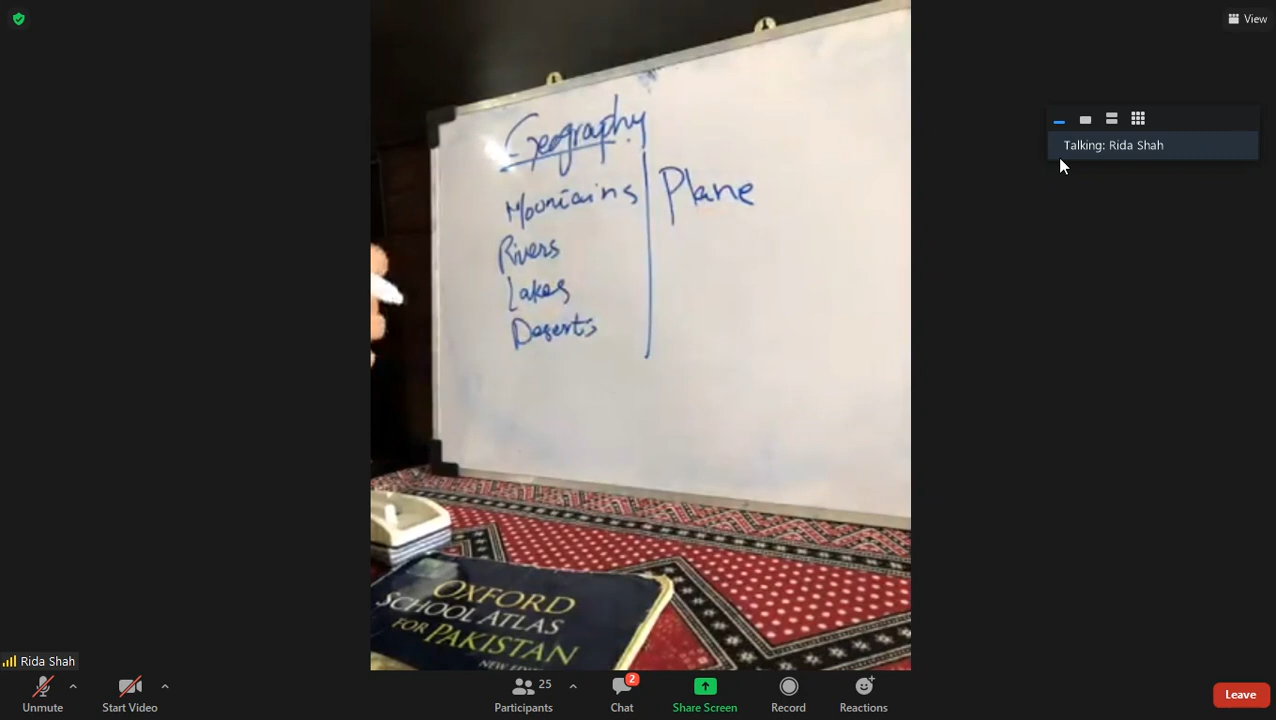 View
Talking: Rida Shah
Geography
Mountains
Rivers
Lakes
Deserts
Plane
OXFORD
SCHOOL ATLAS
FOR PAKISTAN
Rida Shah
Unmute
Start Video
25
Participants
2
Chat
Share Screen
Record
Reactions
Leave